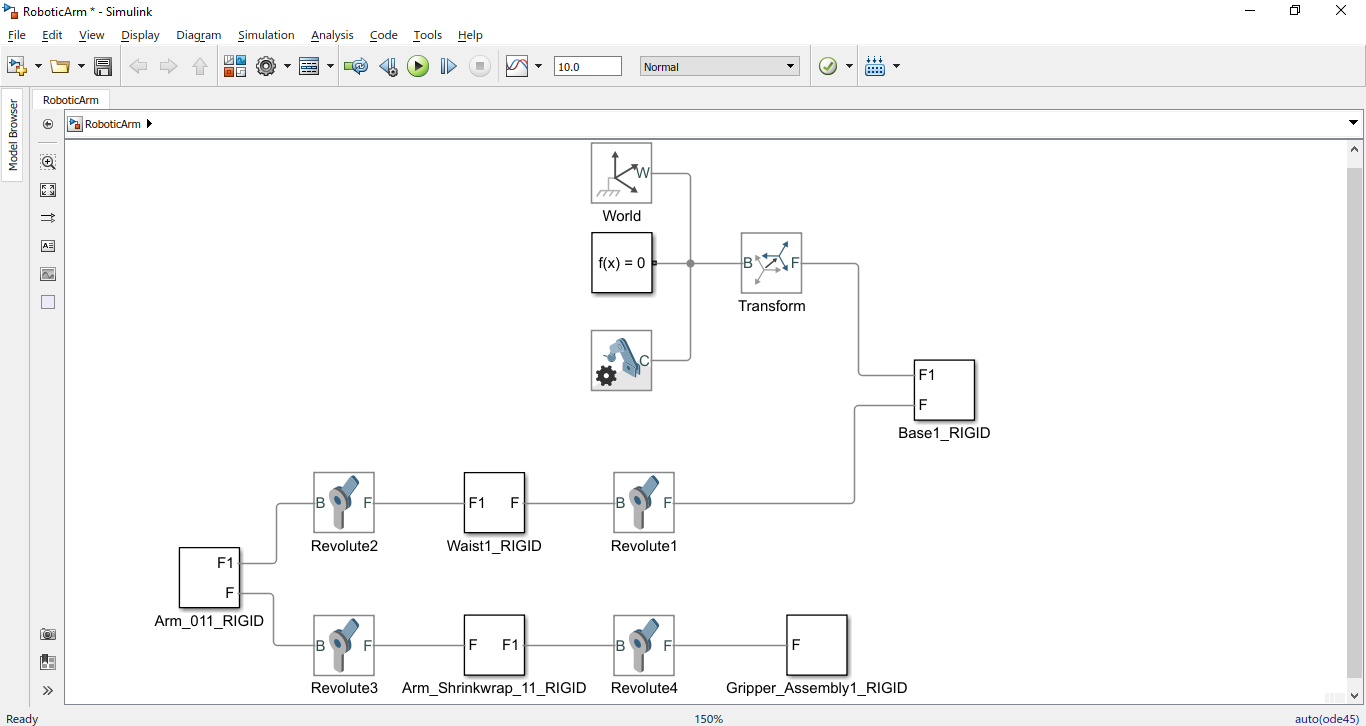 RoboticArm * - Simulink
File Edit View Display Diagram Simulation Analysis Code Tools Help
10.0 Normal
Model Browser
RoboticArm
RoboticArm
W
World
f(x) = 0
B F
Transform
C
F1
F
Base1_RIGID
B F
Revolute2
F1 F
Waist1_RIGID
B F
Revolute1
F1
F
Arm_011_RIGID
B F
Revolute3
F F1
Arm_Shrinkwrap_11_RIGID
B F
Revolute4
F
Gripper_Assembly1_RIGID
Ready 150% auto(ode45)